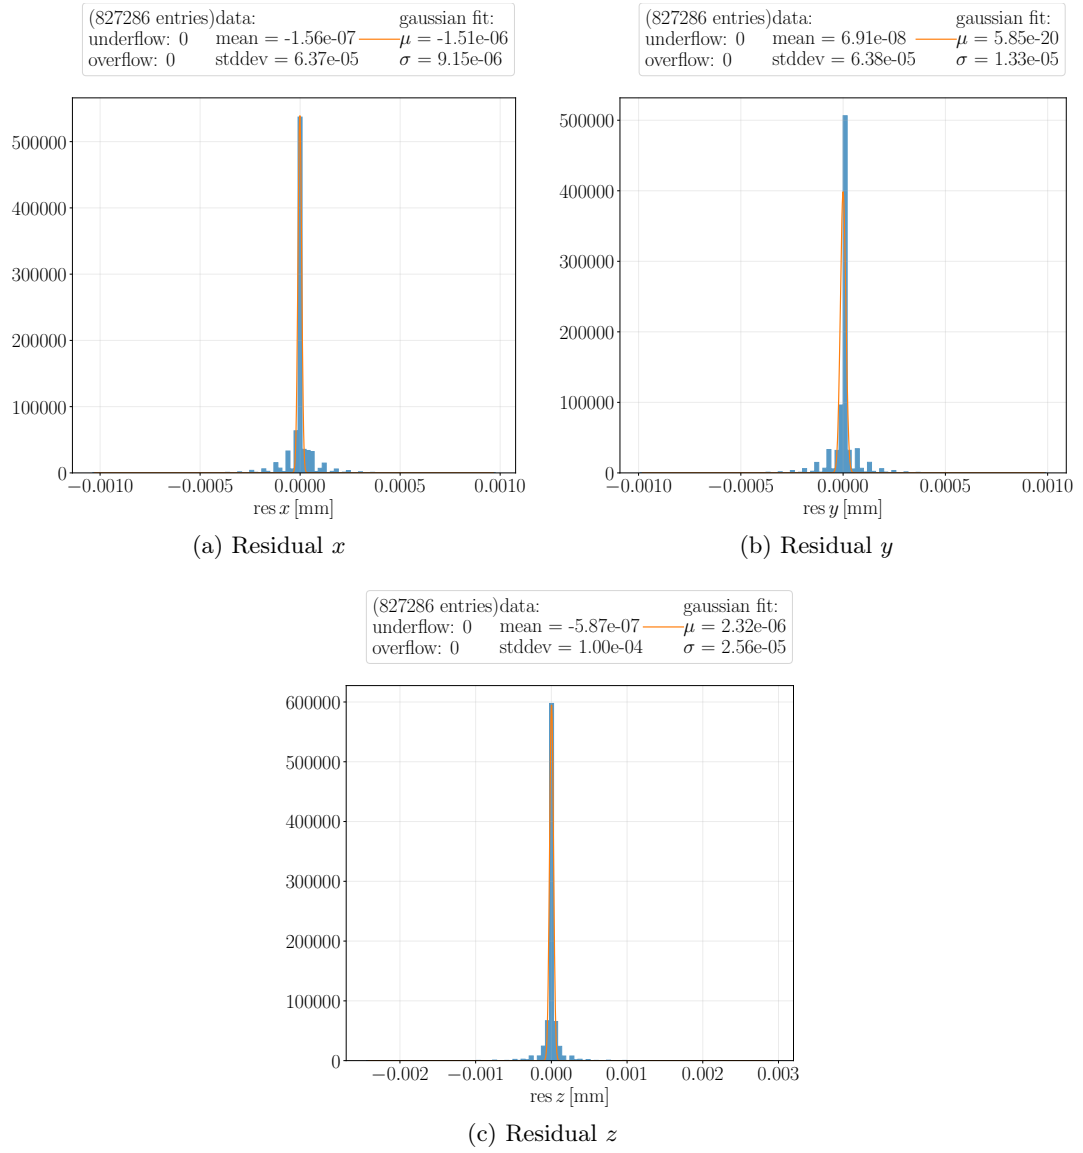 (827286 entries)data: gaussian fit:
underflow: 0 mean = -1.56e-07 μ = -1.51e-06
overflow: 0 stddev = 6.37e-05 σ = 9.15e-06
500000
400000
300000
200000
100000
0
−0.0010 −0.0005 0.0000 0.0005 0.0010
res x [mm]
(a) Residual x
(827286 entries)data: gaussian fit:
underflow: 0 mean = 6.91e-08 μ = 5.85e-20
overflow: 0 stddev = 6.38e-05 σ = 1.33e-05
500000
400000
300000
200000
100000
0
−0.0010 −0.0005 0.0000 0.0005 0.0010
res y [mm]
(b) Residual y
(827286 entries)data: gaussian fit:
underflow: 0 mean = -5.87e-07 μ = 2.32e-06
overflow: 0 stddev = 1.00e-04 σ = 2.56e-05
600000
500000
400000
300000
200000
100000
0
−0.002 −0.001 0.000 0.001 0.002 0.003
res z [mm]
(c) Residual z